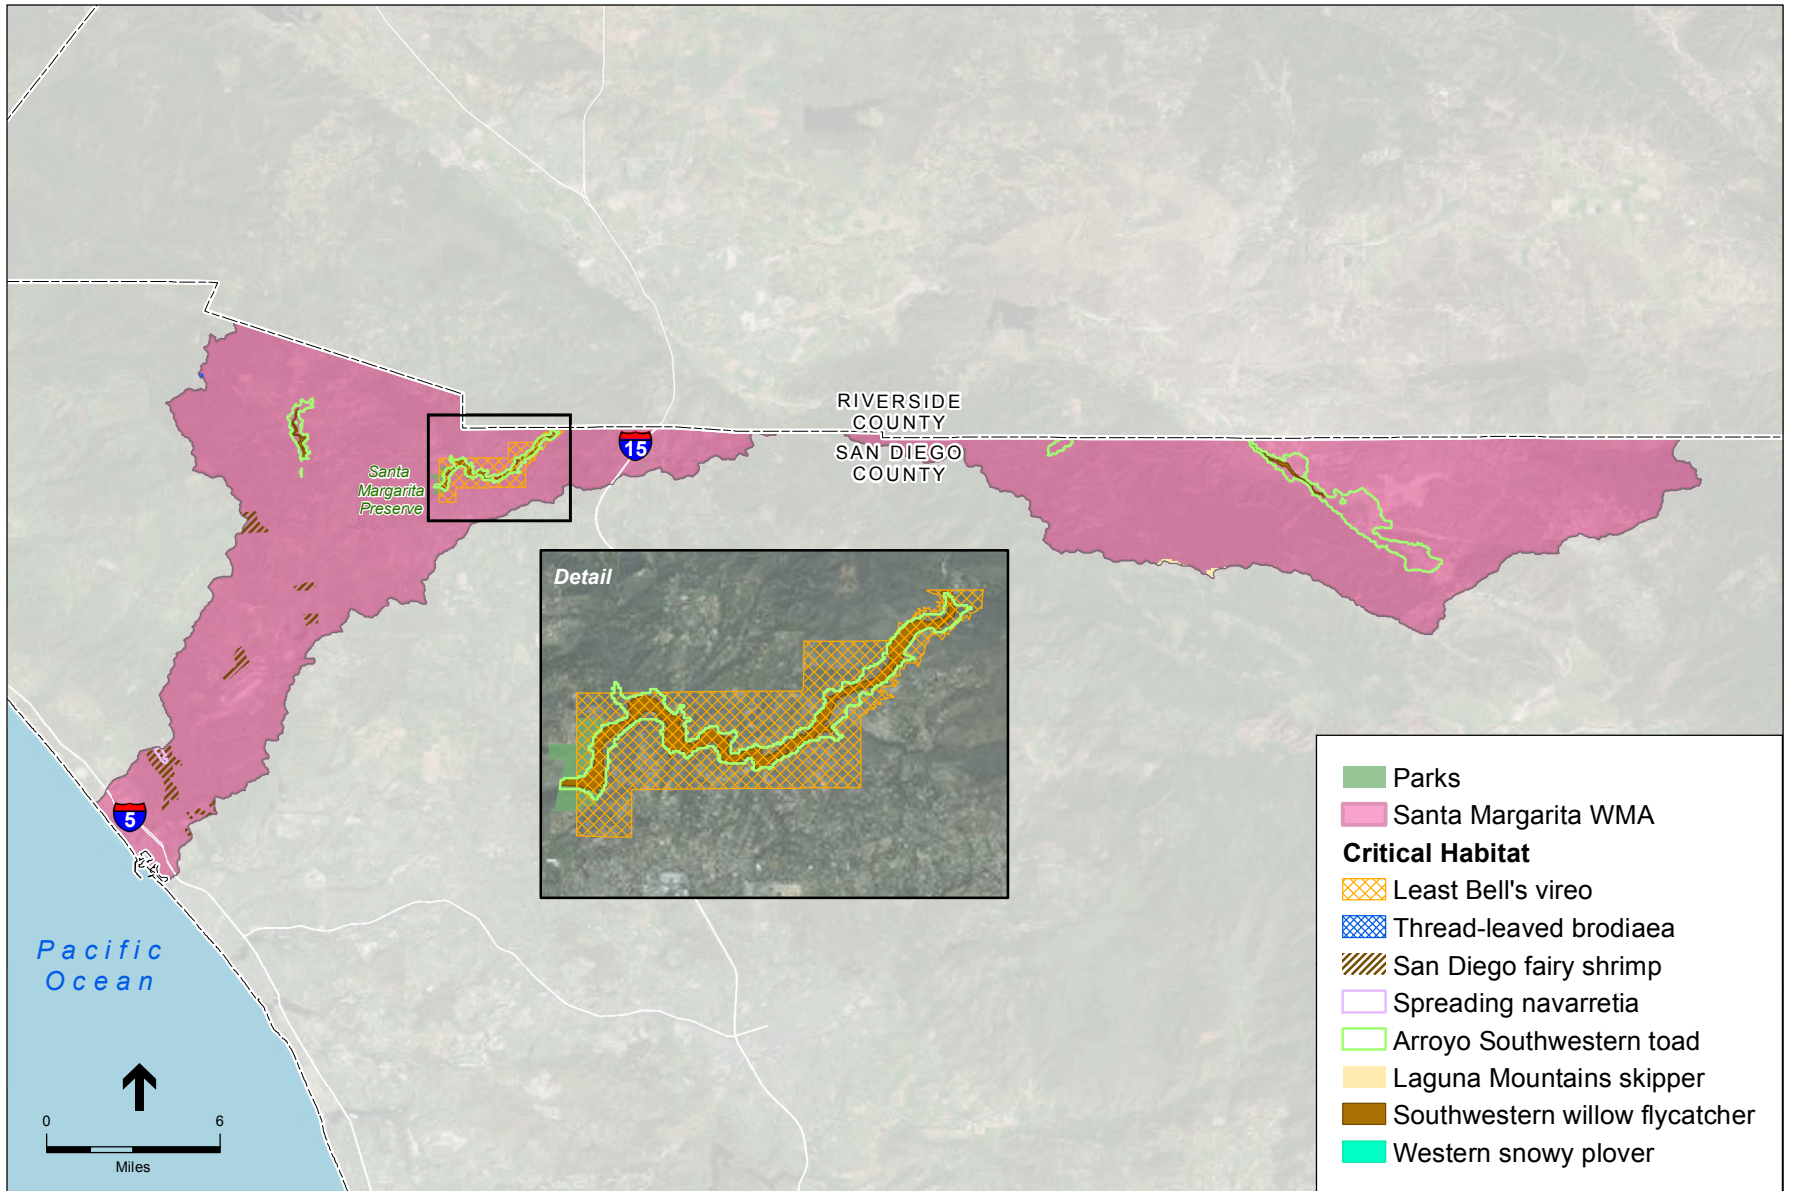 RIVERSIDE
COUNTY
SAN DIEGO
COUNTY
15
Santa
Margarita
Preserve
Detail
5
Pacific
Ocean
0 6
Miles
Parks
Santa Margarita WMA
Critical Habitat
Least Bell's vireo
Thread-leaved brodiaea
San Diego fairy shrimp
Spreading navarretia
Arroyo Southwestern toad
Laguna Mountains skipper
Southwestern willow flycatcher
Western snowy plover